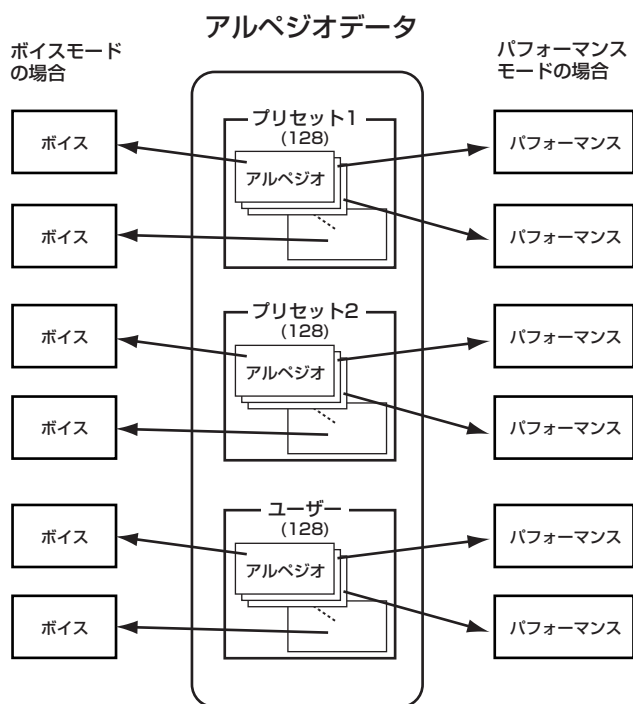 アルペジオデータ
ボイスモード
の場合
パフォーマンス
モードの場合
プリセット1
(128)
ボイス
アルペジオ
パフォーマンス
ボイス
パフォーマンス
プリセット2
(128)
ボイス
アルペジオ
パフォーマンス
ボイス
パフォーマンス
ユーザー
(128)
ボイス
アルペジオ
パフォーマンス
ボイス
パフォーマンス